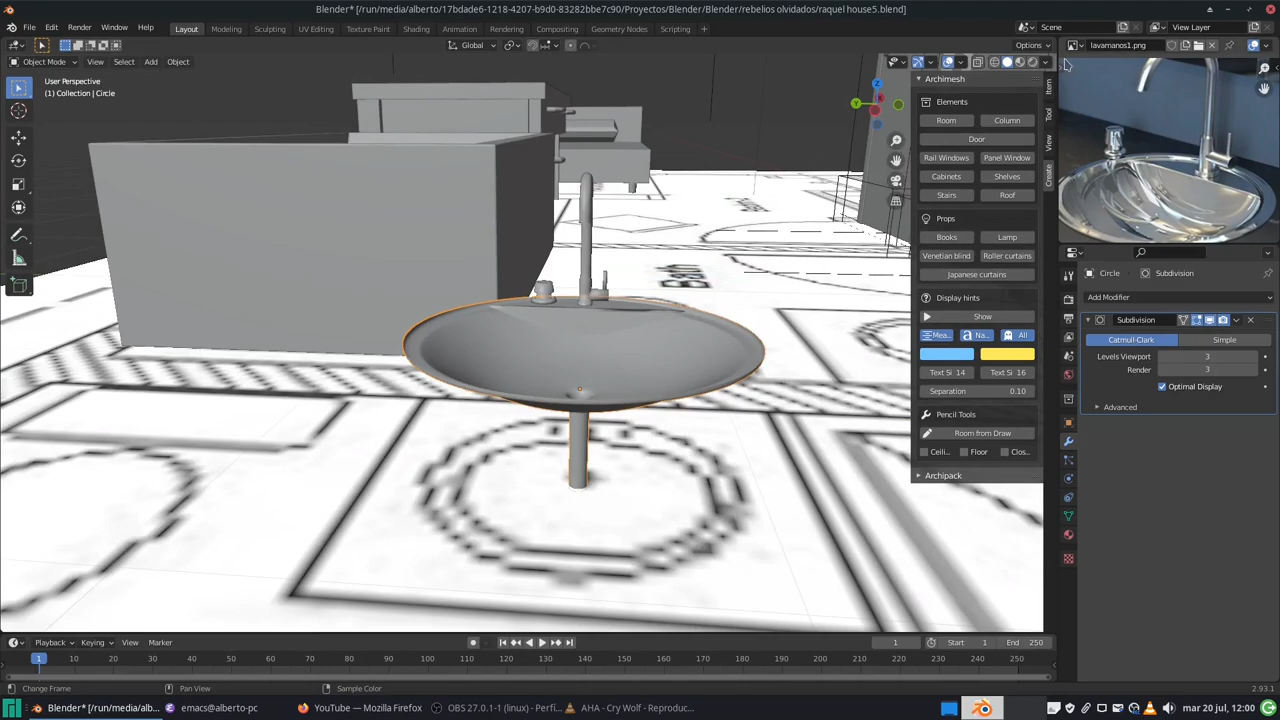 Blender* [/run/media/alberto/17bdade6-1218-4207-b9d0-83282bbe7c90/Proyectos/Blender/Blender/rebelios olvidados/raquel house5.blend]
File Edit Render Window Help Layout Modeling Sculpting UV Editing Texture Paint Shading Animation Rendering Compositing Geometry Nodes Scripting Scene View Layer
Global Options lavamanos1.png
Object Mode View Select Add Object
User Perspective
(1) Collection | Circle
Archimesh
Elements
Room Column
Door
Rail Windows Panel Window
Cabinets Shelves
Stairs Roof
Props
Books Lamp
Venetian blind Roller curtains
Japanese curtains
Display hints
Show
Mea... Na... All
Text Si 14 Text Si 16
Separation 0.10
Pencil Tools
Room from Draw
Ceili... Floor Clos...
Archipack
Item
Tool
View
Create
X
Y
Z
Circle Subdivision
Add Modifier
Subdivision
Catmull-Clark Simple
Levels Viewport 3
Render 3
Optimal Display
Advanced
Playback Keying View Marker 1 Start 1 End 250
1 10 20 30 40 50 60 70 80 90 100 110 120 130 140 150 160 170 180 190 200 210 220 230 240 250
Change Frame Pan View Sample Color 2.93.1
Blender* [/run/media/alb... emacs@alberto-pc YouTube — Mozilla Firefox OBS 27.0.1-1 (linux) - Perfi... AHA - Cry Wolf - Reproduc... mar 20 jul, 12:00